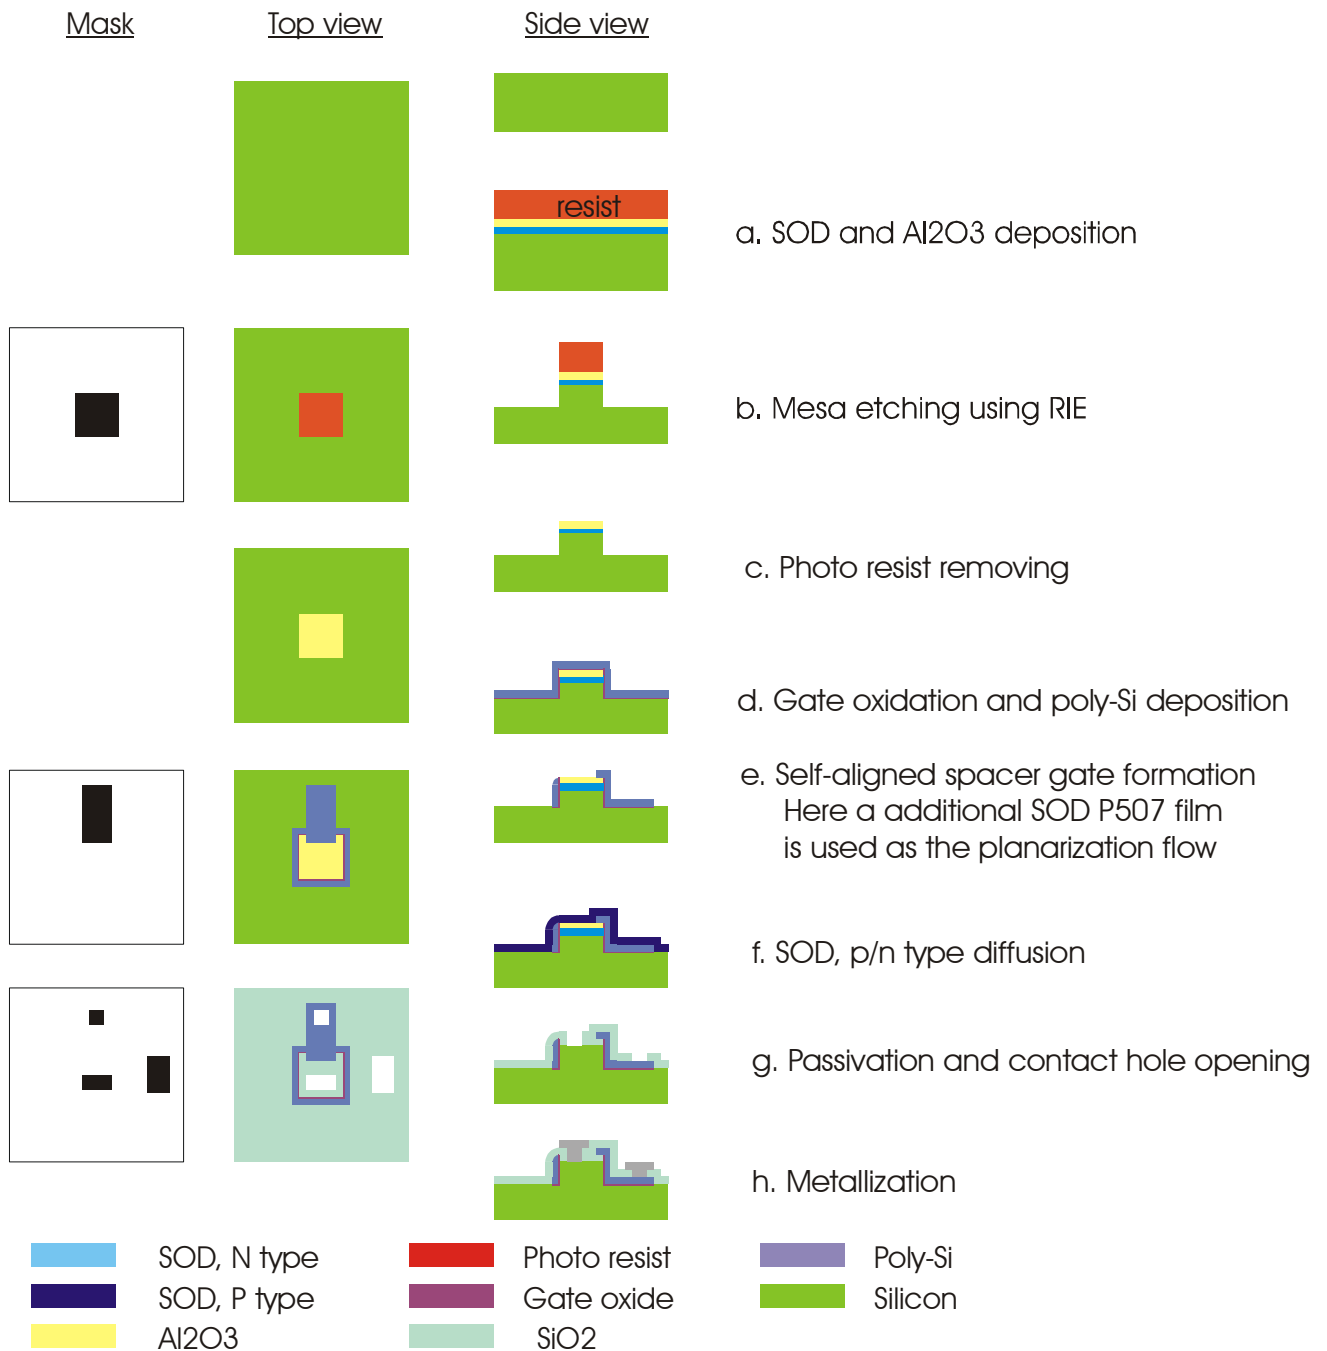 Mask Top view Side view
resist
a. SOD and Al2O3 deposition
b. Mesa etching using RIE
c. Photo resist removing
d. Gate oxidation and poly-Si deposition
e. Self-aligned spacer gate formation
Here a additional SOD P507 film
is used as the planarization flow
f. SOD, p/n type diffusion
g. Passivation and contact hole opening
h. Metallization
SOD, N type Photo resist Poly-Si
SOD, P type Gate oxide Silicon
Al2O3 SiO2